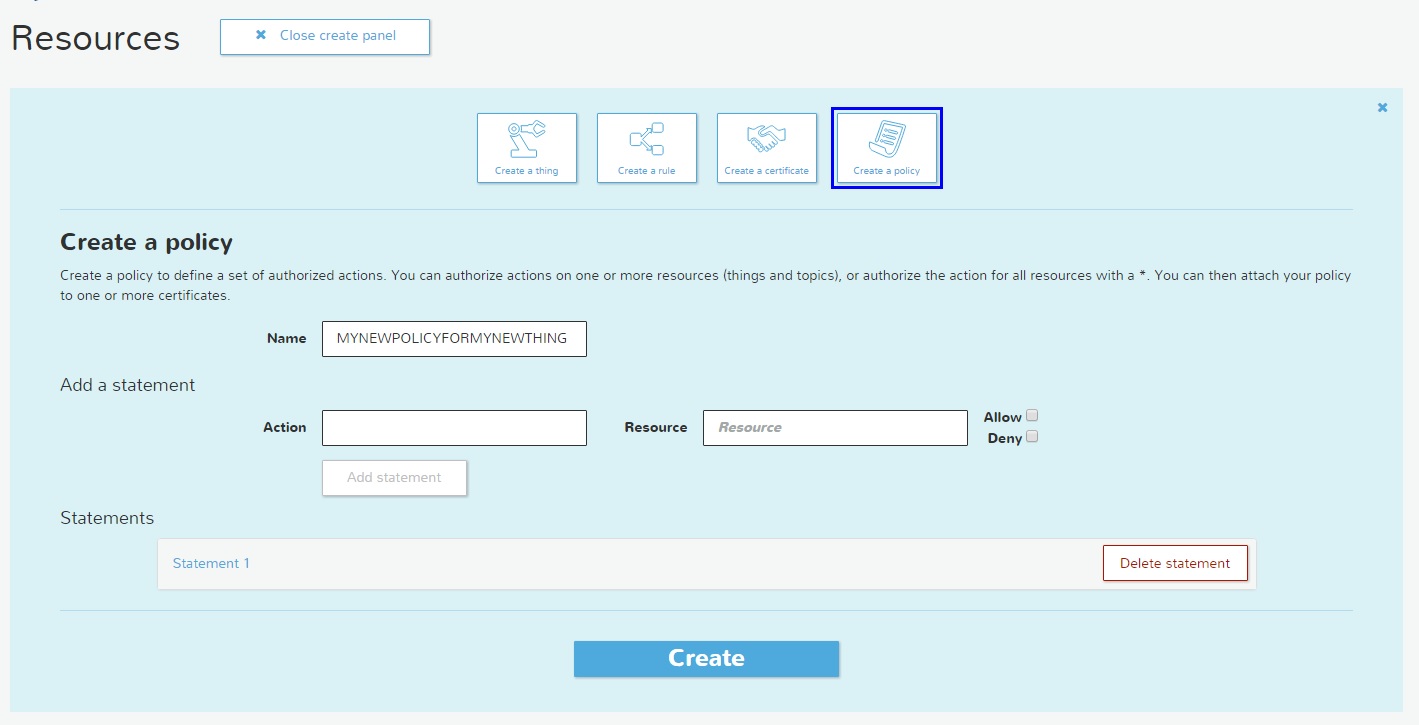 Resources
✖ Close create panel
✖
Create a thing
Create a rule
Create a certificate
Create a policy
Create a policy
Create a policy to define a set of authorized actions. You can authorize actions on one or more resources (things and topics), or authorize the action for all resources with a *. You can then attach your policy
to one or more certificates.
Name MYNEWPOLICYFORMYNEWTHING
Add a statement
Action Resource Resource Allow
Deny
Add statement
Statements
Statement 1 Delete statement
Create